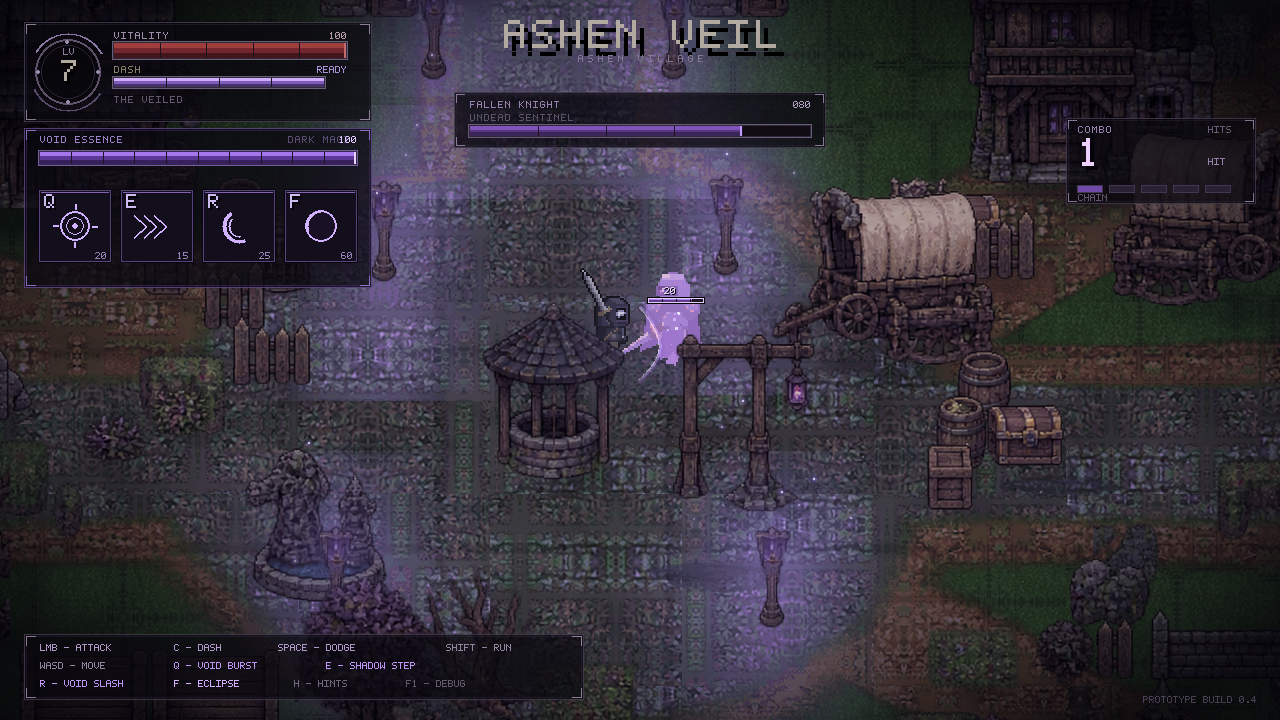 ASHEN VEIL
ASHEN VILLAGE
LV
7
VITALITY 100
DASH READY
THE VEILED
VOID ESSENCE 100
Q 20
E 15
R 25
F 60
FALLEN KNIGHT 080
UNDEAD SENTINEL
COMBO HITS
1 HIT
CHAIN
20
LMB - ATTACK C - DASH SPACE - DODGE SHIFT - RUN
WASD - MOVE Q - VOID BURST E - SHADOW STEP
R - VOID SLASH F - ECLIPSE H - HINTS F1 - DEBUG
PROTOTYPE BUILD 0.4